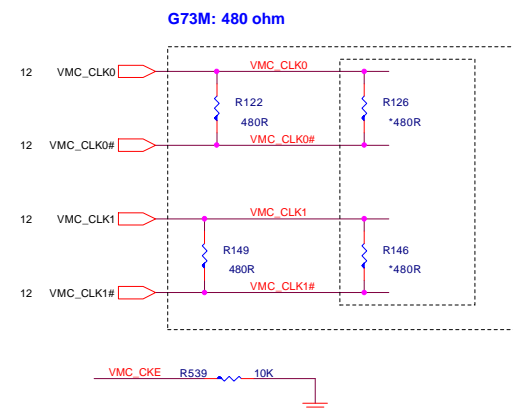 G73M: 480 ohm
12 VMC_CLK0 VMC_CLK0
R122 R126
480R *480R
12 VMC_CLK0# VMC_CLK0#
12 VMC_CLK1 VMC_CLK1
R149 R146
480R *480R
12 VMC_CLK1# VMC_CLK1#
VMC_CKE R539 10K